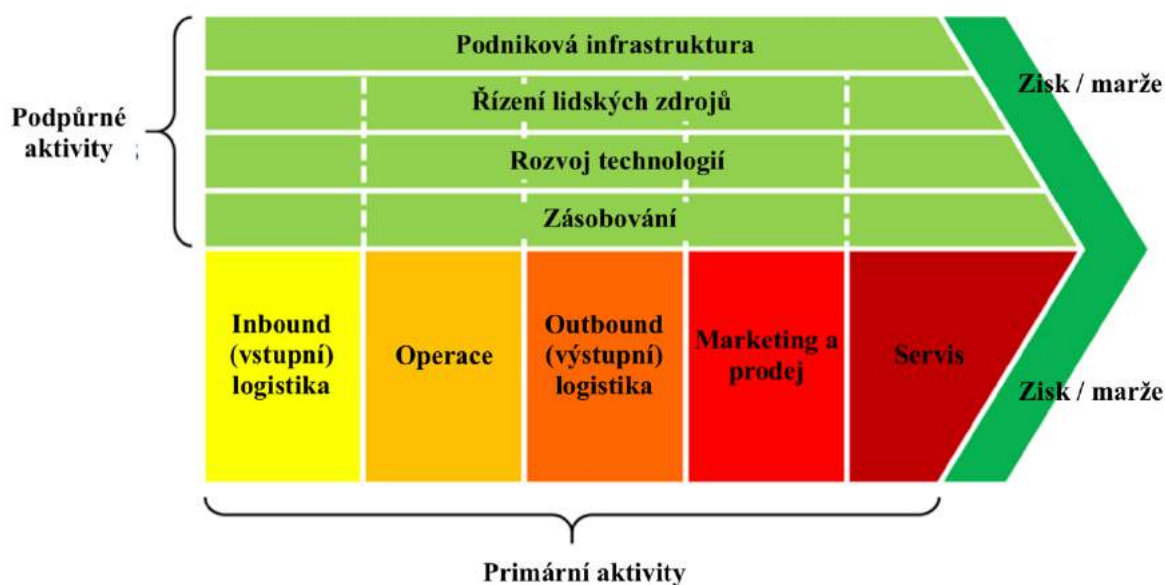 Podniková infrastruktura
Zisk / marže
Řízení lidských zdrojů
Podpůrné
aktivity
Rozvoj technologií
Zásobování
Inbound
(vstupní)
logistika
Operace
Outbound
(výstupní)
logistika
Marketing a
prodej
Servis
Zisk / marže
Primární aktivity